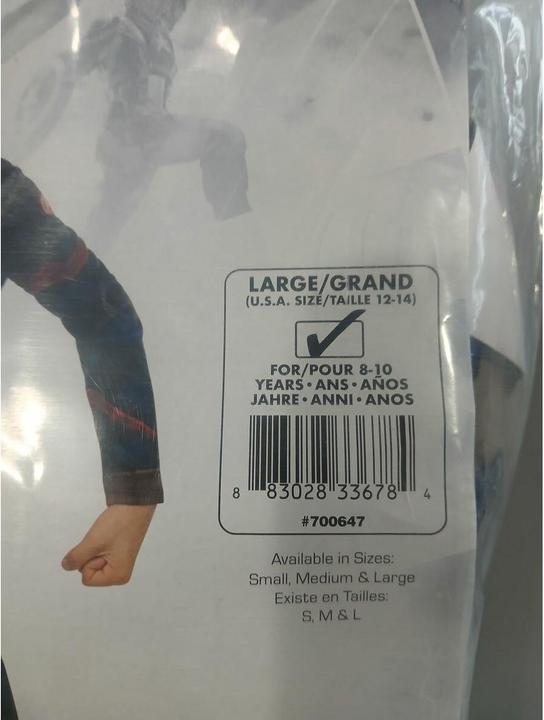 LARGE/GRAND
(U.S.A. SIZE/TAILLE 12-14)
FOR/POUR 8-10
YEARS • ANS • AÑOS
JAHRE • ANNI • ANOS
8 83028 33678 4
#700647
Available in Sizes:
Small, Medium & Large
Existe en Tailles:
S, M & L